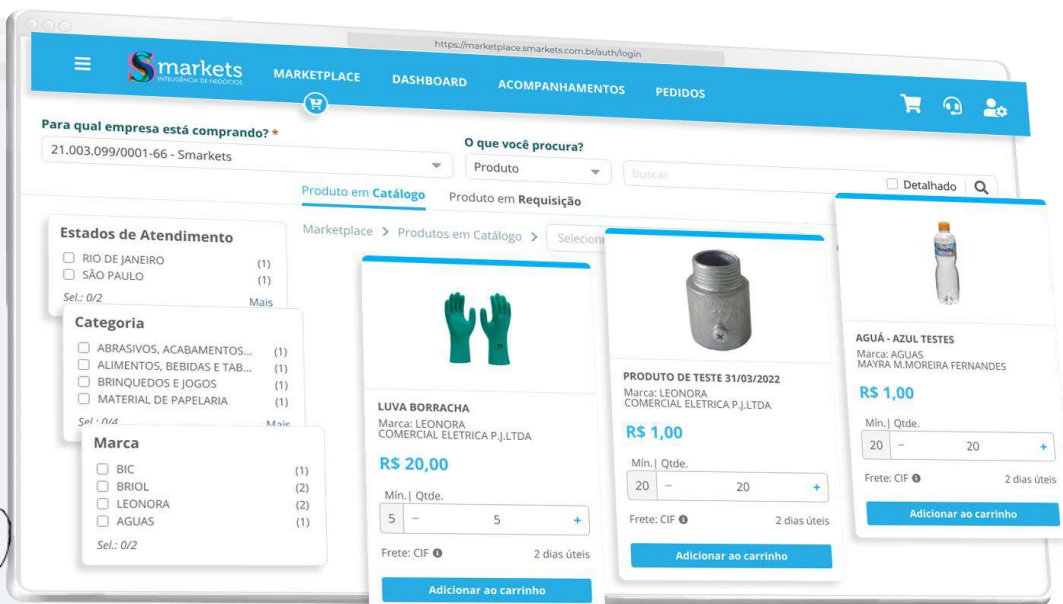 https://marketplace.smarkets.com.br/auth/login
Smarkets
INTELIGÊNCIA DE NEGÓCIOS
MARKETPLACE
DASHBOARD
ACOMPANHAMENTOS
PEDIDOS
Para qual empresa está comprando? *
21.003.099/0001-66 - Smarkets
O que você procura?
Produto
Buscar
Detalhado
Produto em Catálogo
Produto em Requisição
Marketplace > Produtos em Catálogo >
Estados de Atendimento
RIO DE JANEIRO (1)
SÃO PAULO (1)
Sel.: 0/2 Mais
Categoria
ABRASIVOS, ACABAMENTOS... (1)
ALIMENTOS, BEBIDAS E TAB... (1)
BRINQUEDOS E JOGOS (1)
MATERIAL DE PAPELARIA (1)
Sel.: 0/4 Mais
Marca
BIC (1)
BRIOL (2)
LEONORA (2)
AGUAS (1)
Sel.: 0/2
LUVA BORRACHA
Marca: LEONORA
COMERCIAL ELETRICA P.J.LTDA
R$ 20,00
Mín.| Qtde.
5 − 5 +
Frete: CIF 2 dias úteis
Adicionar ao carrinho
PRODUTO DE TESTE 31/03/2022
Marca: LEONORA
COMERCIAL ELETRICA P.J.LTDA
R$ 1,00
Mín.| Qtde.
20 − 20 +
Frete: CIF 2 dias úteis
Adicionar ao carrinho
AGUÁ - AZUL TESTES
Marca: AGUAS
MAYRA M.MOREIRA FERNANDES
R$ 1,00
Mín.| Qtde.
20 − 20 +
Frete: CIF 2 dias úteis
Adicionar ao carrinho